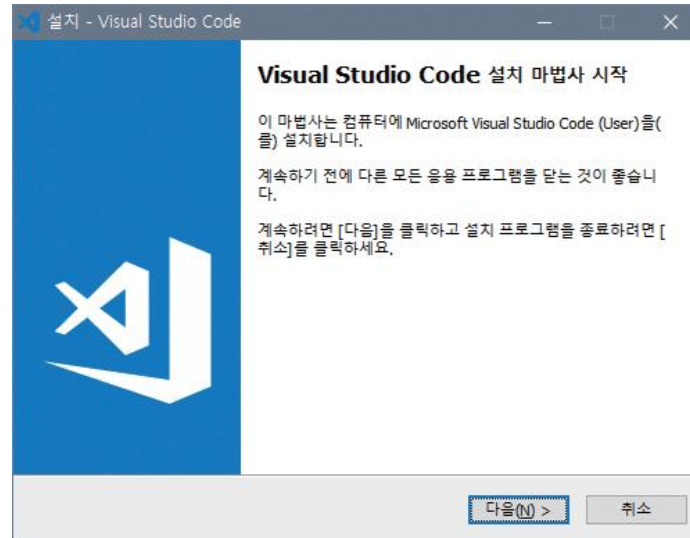 설치 - Visual Studio Code
Visual Studio Code 설치 마법사 시작
이 마법사는 컴퓨터에 Microsoft Visual Studio Code (User)을(
를) 설치합니다.
계속하기 전에 다른 모든 응용 프로그램을 닫는 것이 좋습니
다.
계속하려면 [다음]을 클릭하고 설치 프로그램을 종료하려면 [
취소]를 클릭하세요.
다음(N) >
취소